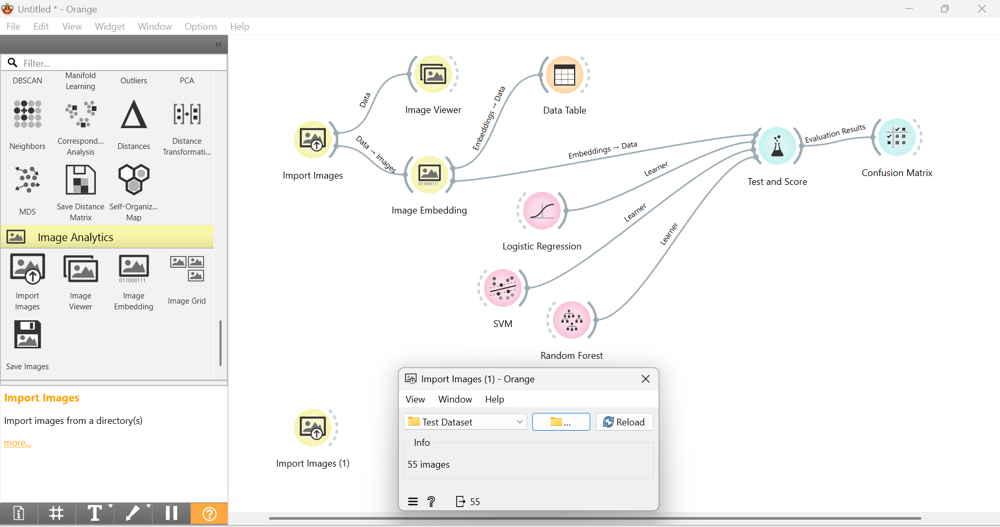 Untitled * - Orange
File Edit View Widget Window Options Help
Filter...
DBSCAN
Manifold
Learning
Outliers
PCA
Neighbors
Correspond...
Analysis
Distances
Distance
Transformati...
MDS
Save Distance
Matrix
Self-Organiz...
Map
Image Analytics
Import
Images
Image
Viewer
011000111
Image
Embedding
Image Grid
Save Images
Import Images
Import images from a directory(s)
more...
Data
Image Viewer
Embeddings → Data
Data Table
Import Images
Data → Images
011000111
Image Embedding
Embeddings → Data
Learner
Learner
Learner
Logistic Regression
SVM
Random Forest
Test and Score
Evaluation Results
Confusion Matrix
Import Images (1)
Import Images (1) - Orange
View Window Help
Test Dataset
...
Reload
Info
55 images
? 55